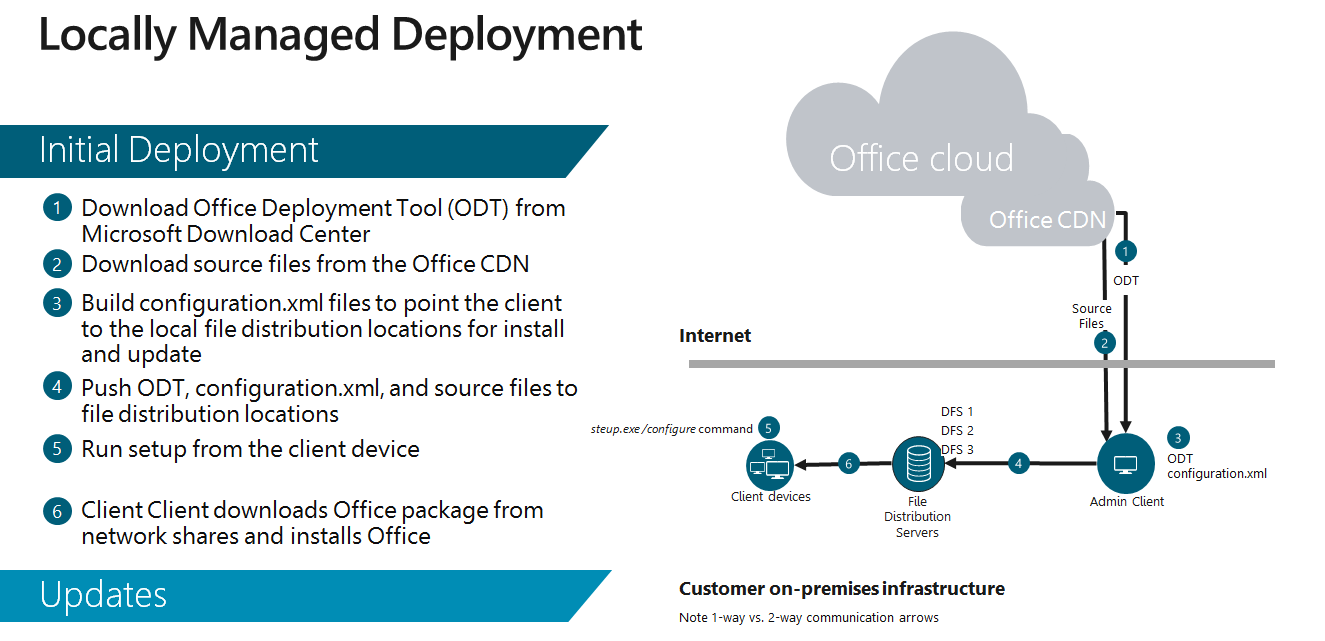 Locally Managed Deployment
Initial Deployment
1 Download Office Deployment Tool (ODT) from
Microsoft Download Center
2 Download source files from the Office CDN
3 Build configuration.xml files to point the client
to the local file distribution locations for install
and update
4 Push ODT, configuration.xml, and source files to
file distribution locations
5 Run setup from the client device
6 Client Client downloads Office package from
network shares and installs Office
Updates
Office cloud
Office CDN
1
ODT
Source
Files
2
Internet
DFS 1
DFS 2
DFS 3
steup.exe /configure command 5
3
ODT
configuration.xml
6
4
Client devices
File
Distribution
Servers
Admin Client
Customer on-premises infrastructure
Note 1-way vs. 2-way communication arrows